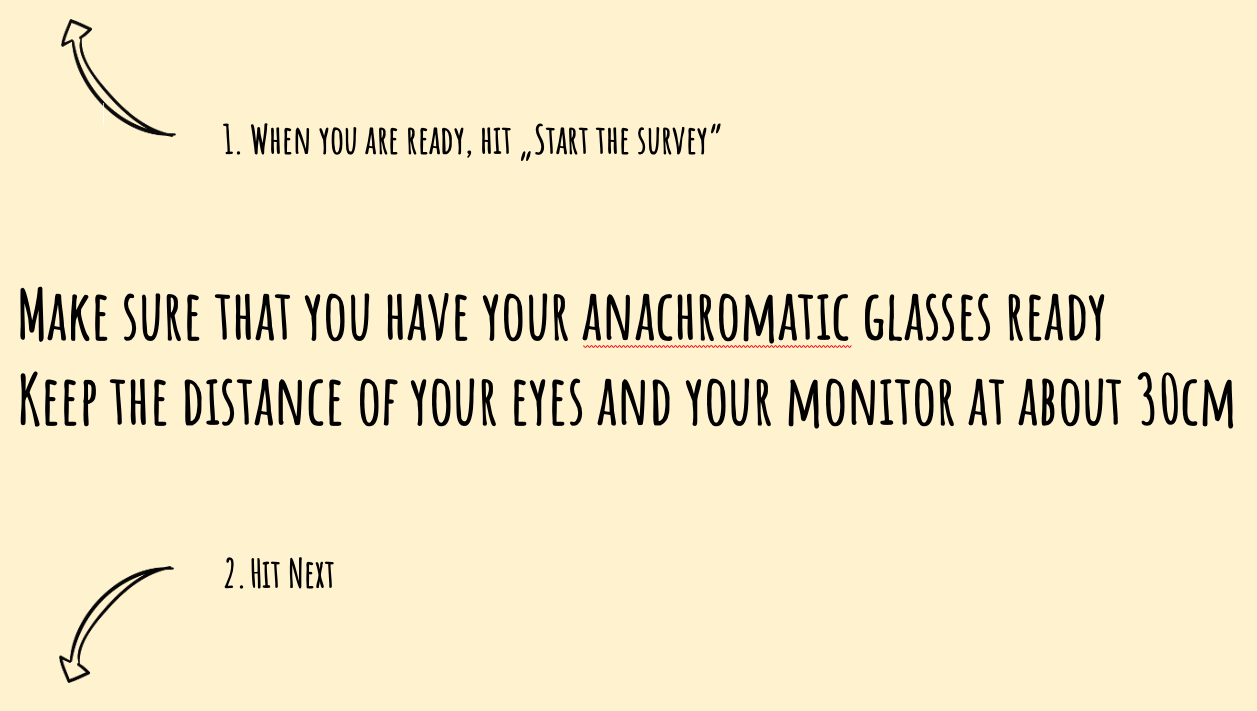 1. When you are ready, hit „Start the survey”
Make sure that you have your anachromatic glasses ready
Keep the distance of your eyes and your monitor at about 30cm
2. Hit Next